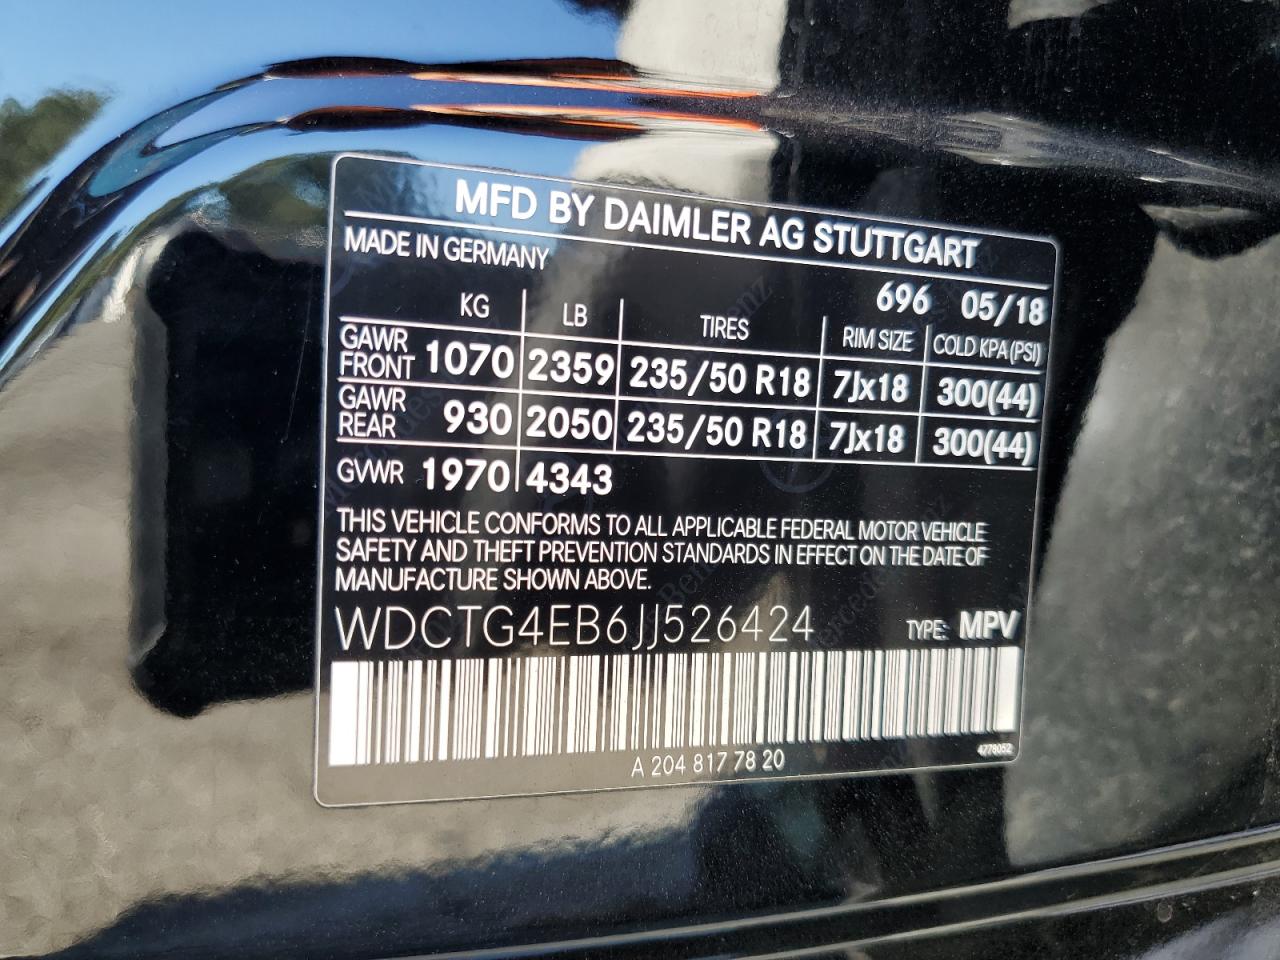 MFD BY DAIMLER AG STUTTGART
MADE IN GERMANY
696 05/18
KG LB TIRES RIM SIZE COLD KPA(PSI)
GAWR FRONT 1070 2359 235/50 R18 7Jx18 300(44)
GAWR REAR 930 2050 235/50 R18 7Jx18 300(44)
GVWR 1970 4343
THIS VEHICLE CONFORMS TO ALL APPLICABLE FEDERAL MOTOR VEHICLE
SAFETY AND THEFT PREVENTION STANDARDS IN EFFECT ON THE DATE OF
MANUFACTURE SHOWN ABOVE.
WDCTG4EB6JJ526424 TYPE: MPV
A 204 817 78 20
4778052